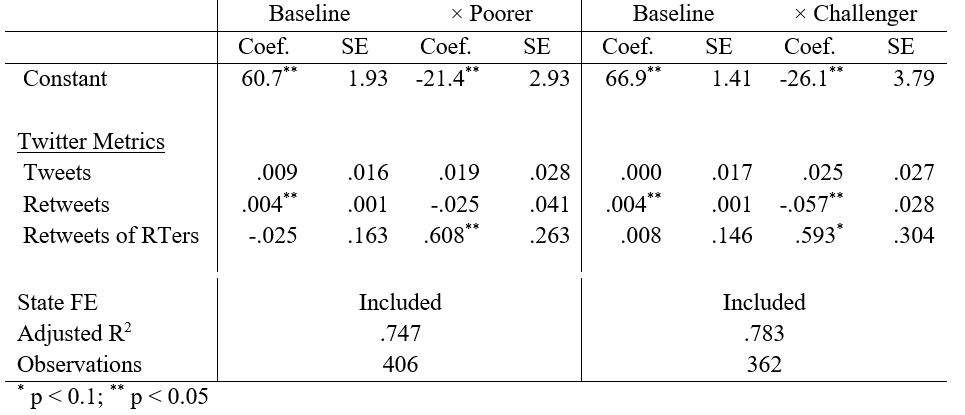 Baseline × Poorer Baseline × Challenger
Coef. SE Coef. SE Coef. SE Coef. SE
Constant 60.7** 1.93 -21.4** 2.93 66.9** 1.41 -26.1** 3.79
Twitter Metrics
Tweets .009 .016 .019 .028 .000 .017 .025 .027
Retweets .004** .001 -.025 .041 .004** .001 -.057** .028
Retweets of RTers -.025 .163 .608** .263 .008 .146 .593* .304
State FE Included Included
Adjusted R² .747 .783
Observations 406 362
* p < 0.1; ** p < 0.05